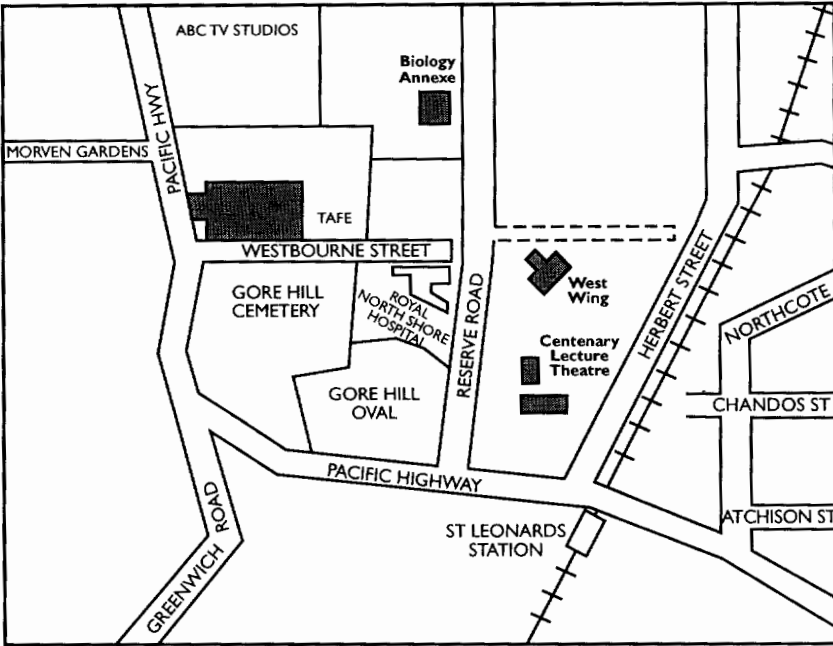 ABC TV STUDIOS
Biology
Annexe
PACIFIC HWY
MORVEN GARDENS
TAFE
WESTBOURNE STREET
GORE HILL
CEMETERY
ROYAL
NORTH SHORE
HOSPITAL
RESERVE ROAD
West
Wing
HERBERT STREET
NORTHCOTE
Centenary
Lecture
Theatre
GORE HILL
OVAL
CHANDOS ST
PACIFIC HIGHWAY
ATCHISON ST
ST LEONARDS
STATION
GREENWICH ROAD